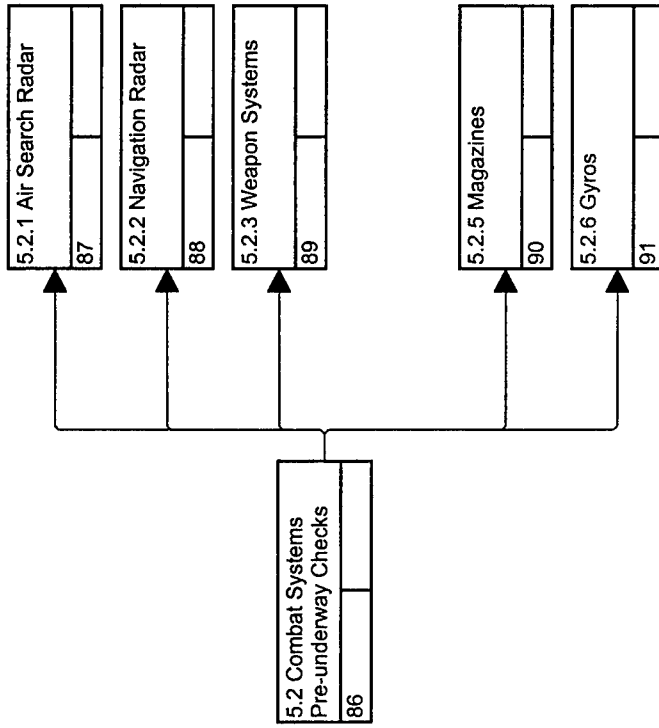 5.2 Combat Systems
Pre-underway Checks
86
5.2.1 Air Search Radar
87
5.2.2 Navigation Radar
88
5.2.3 Weapon Systems
89
5.2.5 Magazines
90
5.2.6 Gyros
91